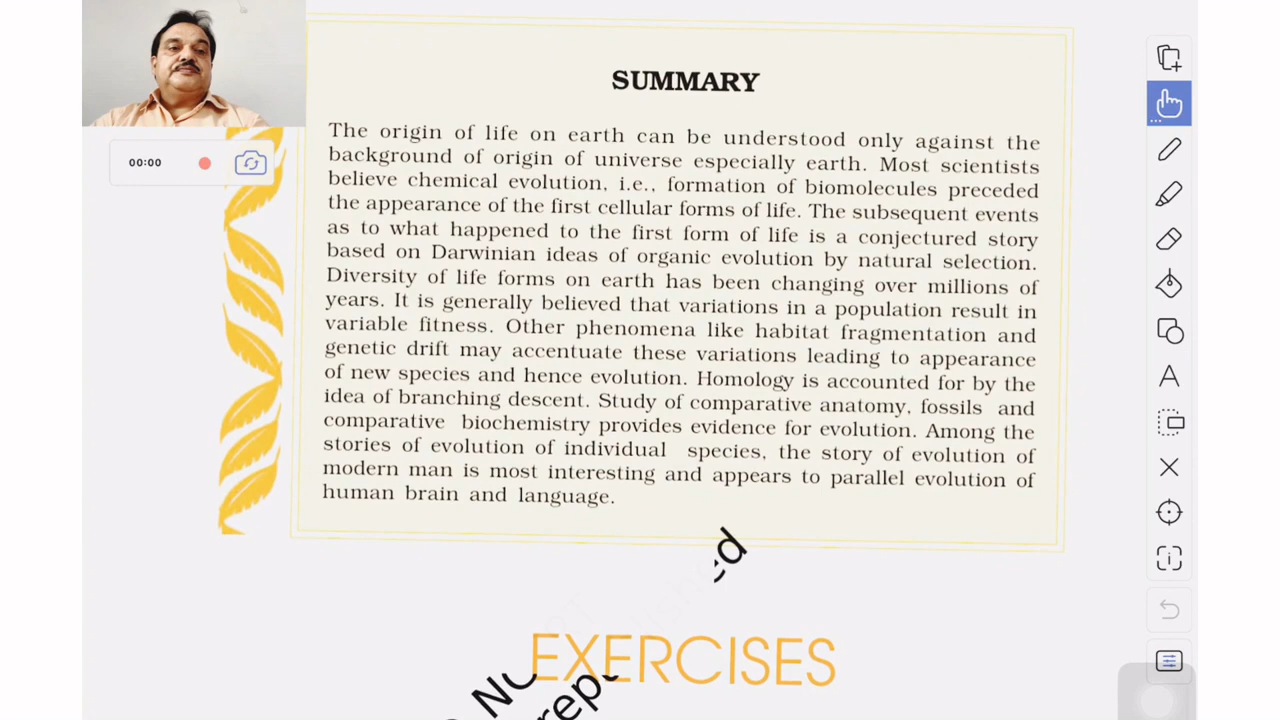 SUMMARY
The origin of life on earth can be understood only against the
background of origin of universe especially earth. Most scientists
believe chemical evolution, i.e., formation of biomolecules preceded
the appearance of the first cellular forms of life. The subsequent events
as to what happened to the first form of life is a conjectured story
based on Darwinian ideas of organic evolution by natural selection.
Diversity of life forms on earth has been changing over millions of
years. It is generally believed that variations in a population result in
variable fitness. Other phenomena like habitat fragmentation and
genetic drift may accentuate these variations leading to appearance
of new species and hence evolution. Homology is accounted for by the
idea of branching descent. Study of comparative anatomy, fossils and
comparative biochemistry provides evidence for evolution. Among the
stories of evolution of individual species, the story of evolution of
modern man is most interesting and appears to parallel evolution of
human brain and language.
00:00
EXERCISES
A